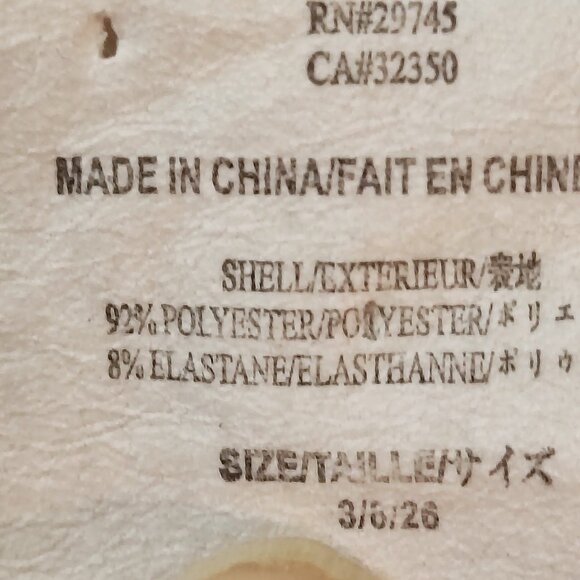 RN#29745
CA#32350
MADE IN CHINA/FAIT EN CHIN
SHELL/EXTERIEUR/表地
92% POLYESTER/POLYESTER/ポリエ
8% ELASTANE/ELASTHANNE/ポリウ
SIZE/TAILLE/サイズ
3/6/26